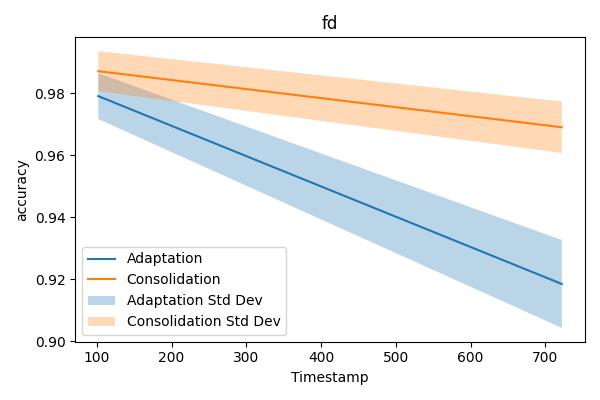 fd
accuracy
0.98
0.96
0.94
0.92
0.90
Adaptation
Consolidation
Adaptation Std Dev
Consolidation Std Dev
100 200 300 400 500 600 700
Timestamp